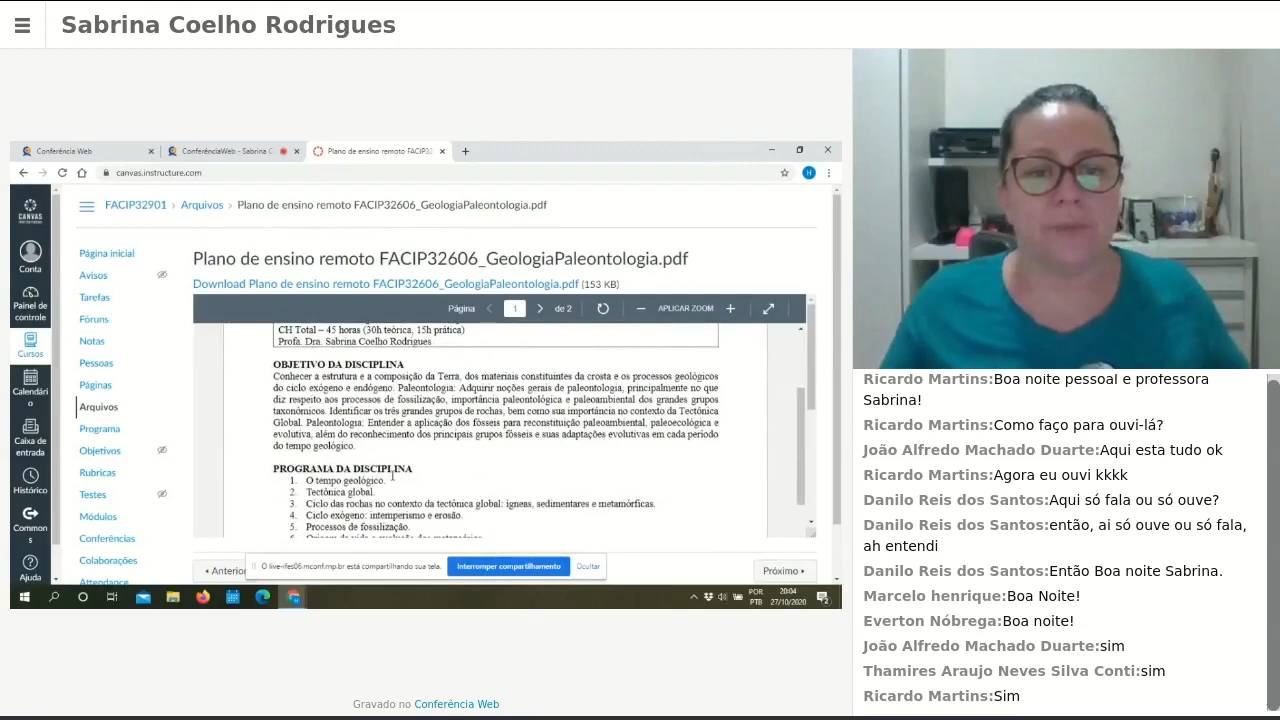 Sabrina Coelho Rodrigues
Conferência Web
ConferênciaWeb - Sabrina C
Plano de ensino remoto FACIP32
canvas.instructure.com
H
FACIP32901 › Arquivos › Plano de ensino remoto FACIP32606_GeologiaPaleontologia.pdf
CANVAS
Conta
Painel de
controle
Cursos
Calendári
o
Caixa de
entrada
Histórico
Common
s
Ajuda
Página inicial
Avisos
Tarefas
Fóruns
Notas
Pessoas
Páginas
Arquivos
Programa
Objetivos
Rubricas
Testes
Módulos
Conferências
Colaborações
Attendance
Plano de ensino remoto FACIP32606_GeologiaPaleontologia.pdf
Download Plano de ensino remoto FACIP32606_GeologiaPaleontologia.pdf (153 KB)
Página 1 de 2 APLICAR ZOOM
CH Total – 45 horas (30h teórica, 15h prática)
Profa. Dra. Sabrina Coelho Rodrigues
OBJETIVO DA DISCIPLINA
Conhecer a estrutura e a composição da Terra, dos materiais constituintes da crosta e os processos geológicos
do ciclo exógeno e endógeno. Paleontologia: Adquirir noções gerais de paleontologia, principalmente no que
diz respeito aos processos de fossilização, importância paleontológica e paleoambiental dos grandes grupos
taxonômicos. Identificar os três grandes grupos de rochas, bem como sua importância no contexto da Tectônica
Global. Paleontologia: Entender a aplicação dos fósseis para reconstituição paleoambiental, paleoecológica e
evolutiva, além do reconhecimento dos principais grupos fósseis e suas adaptações evolutivas em cada período
do tempo geológico.
PROGRAMA DA DISCIPLINA
1. O tempo geológico.
2. Tectônica global.
3. Ciclo das rochas no contexto da tectônica global: ígneas, sedimentares e metamórficas.
4. Ciclo exógeno: intemperismo e erosão.
5. Processos de fossilização.
◂ Anterior
Próximo ▸
O live-ifes06.mconf.rnp.br está compartilhando sua tela. Interromper compartilhamento Ocultar
POR
PTB
20:04
27/10/2020
Gravado no Conferência Web
Ricardo Martins:Boa noite pessoal e professora
Sabrina!
Ricardo Martins:Como faço para ouvi-lá?
João Alfredo Machado Duarte:Aqui esta tudo ok
Ricardo Martins:Agora eu ouvi kkkk
Danilo Reis dos Santos:Aqui só fala ou só ouve?
Danilo Reis dos Santos:então, ai só ouve ou só fala,
ah entendi
Danilo Reis dos Santos:Então Boa noite Sabrina.
Marcelo henrique:Boa Noite!
Everton Nóbrega:Boa noite!
João Alfredo Machado Duarte:sim
Thamires Araujo Neves Silva Conti:sim
Ricardo Martins:Sim